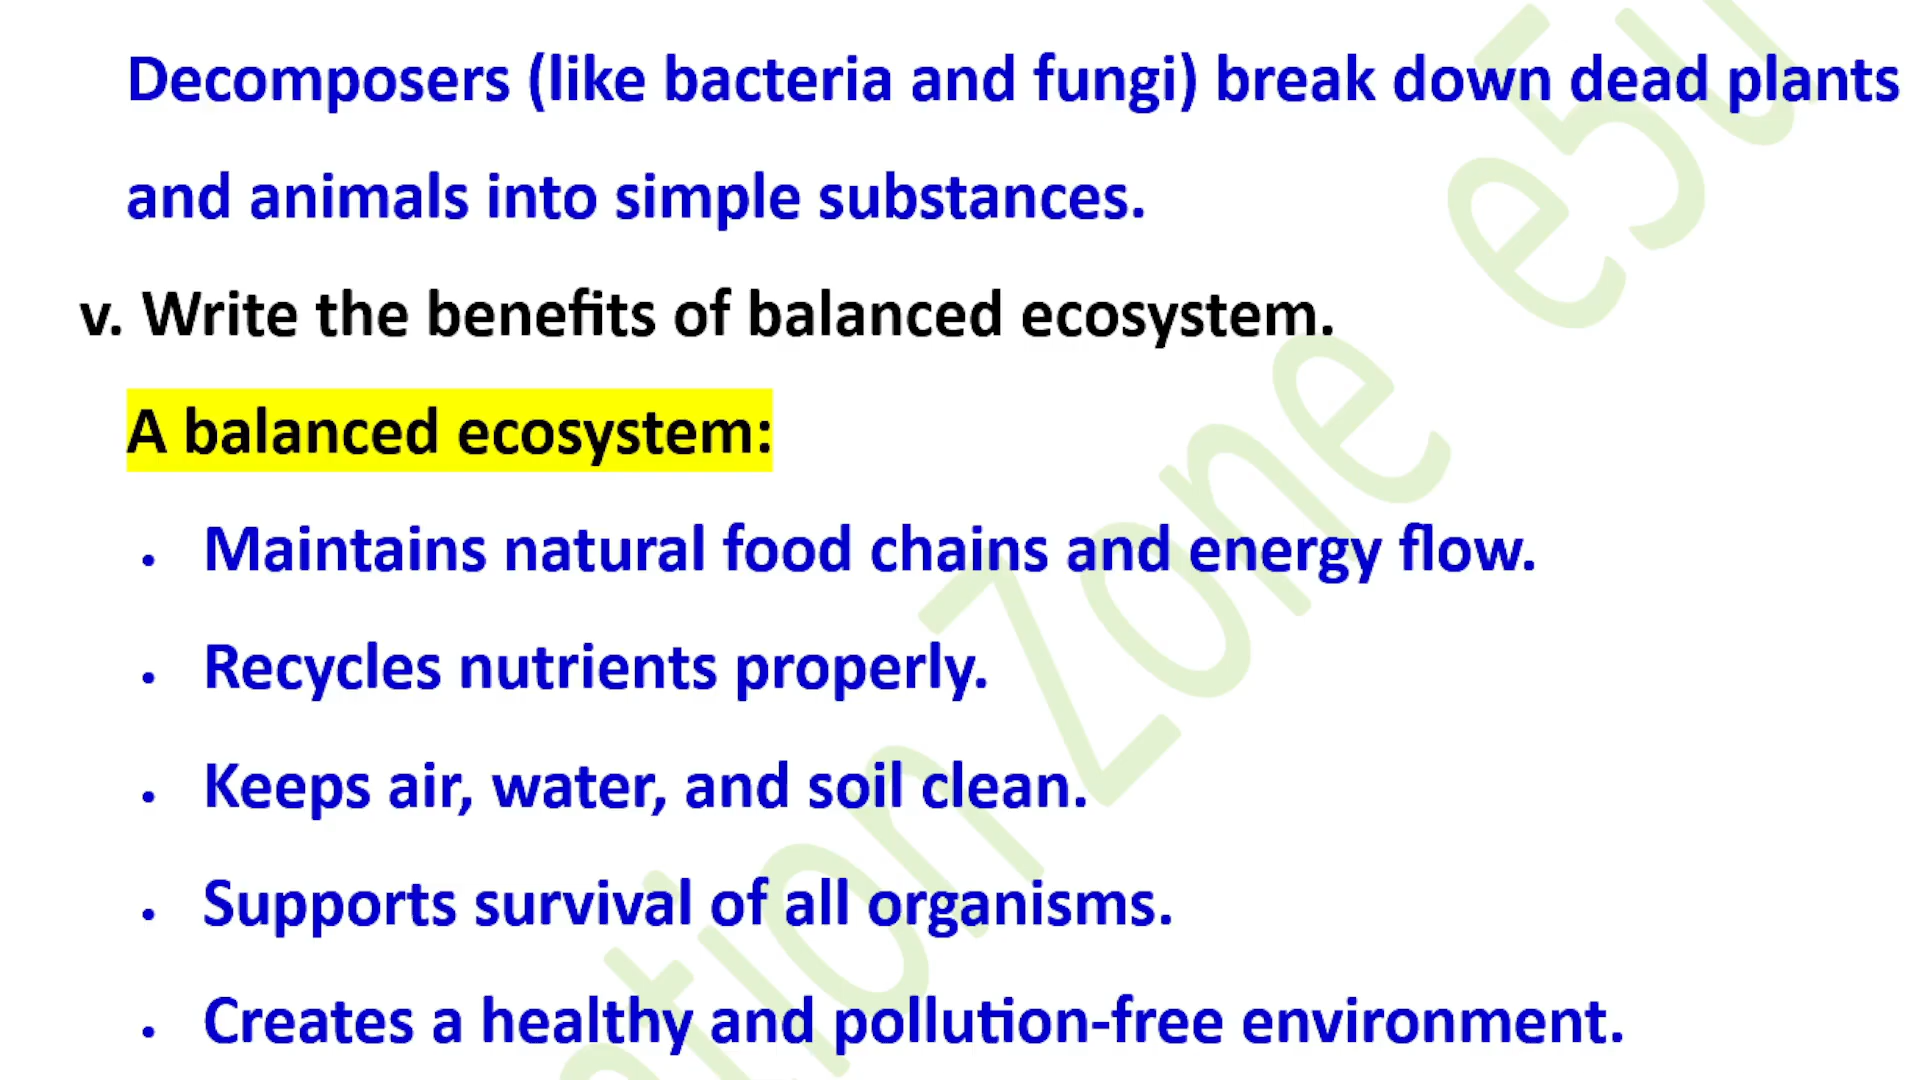 Decomposers (like bacteria and fungi) break down dead plants
and animals into simple substances.
v. Write the benefits of balanced ecosystem.
A balanced ecosystem:
• Maintains natural food chains and energy flow.
• Recycles nutrients properly.
• Keeps air, water, and soil clean.
• Supports survival of all organisms.
• Creates a healthy and pollution-free environment.
Zone